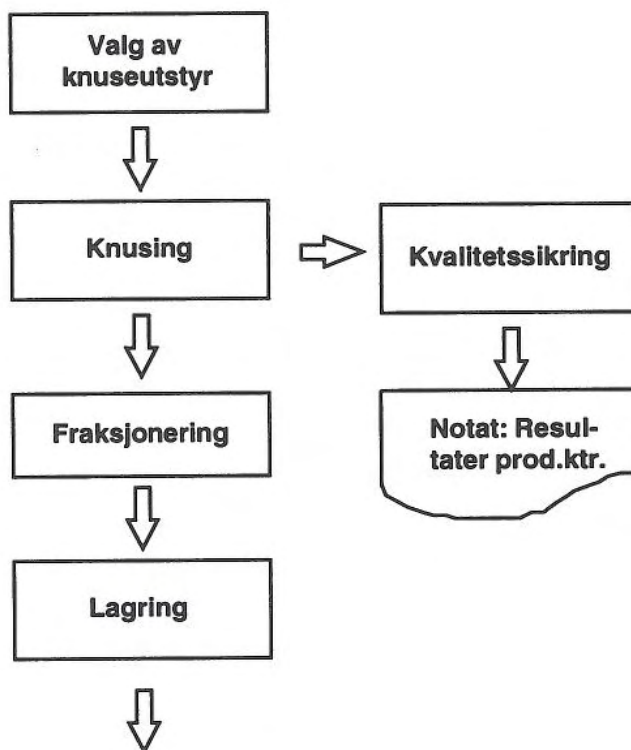 Valg av
knuseutstyr
Knusing
Kvalitetssikring
Fraksjonering
Notat: Resul-
tater prod.ktr.
Lagring